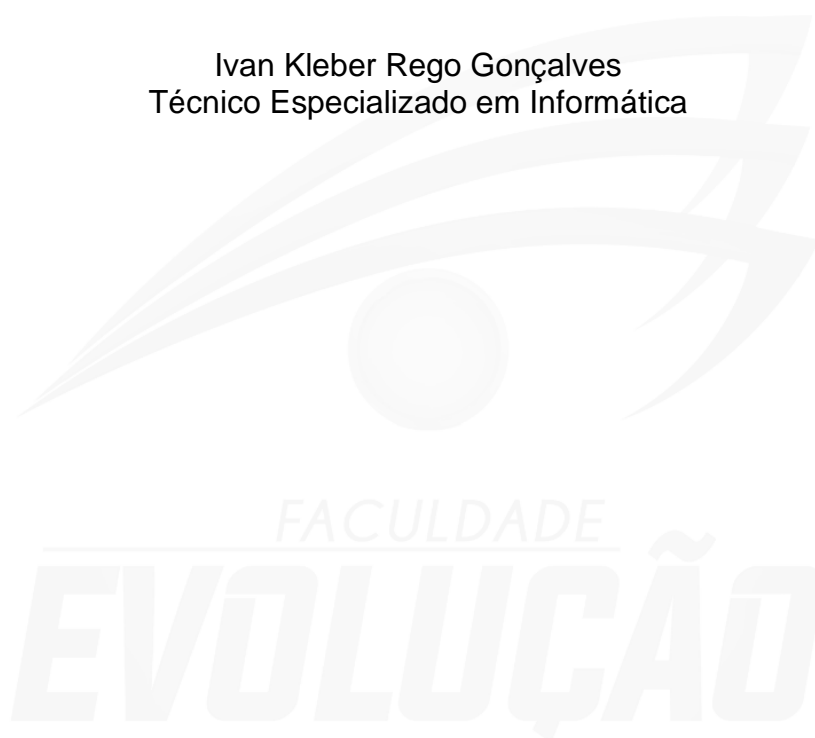 Ivan Kleber Rego Gonçalves
Técnico Especializado em Informática
FACULDADE
EVOLUÇÃO